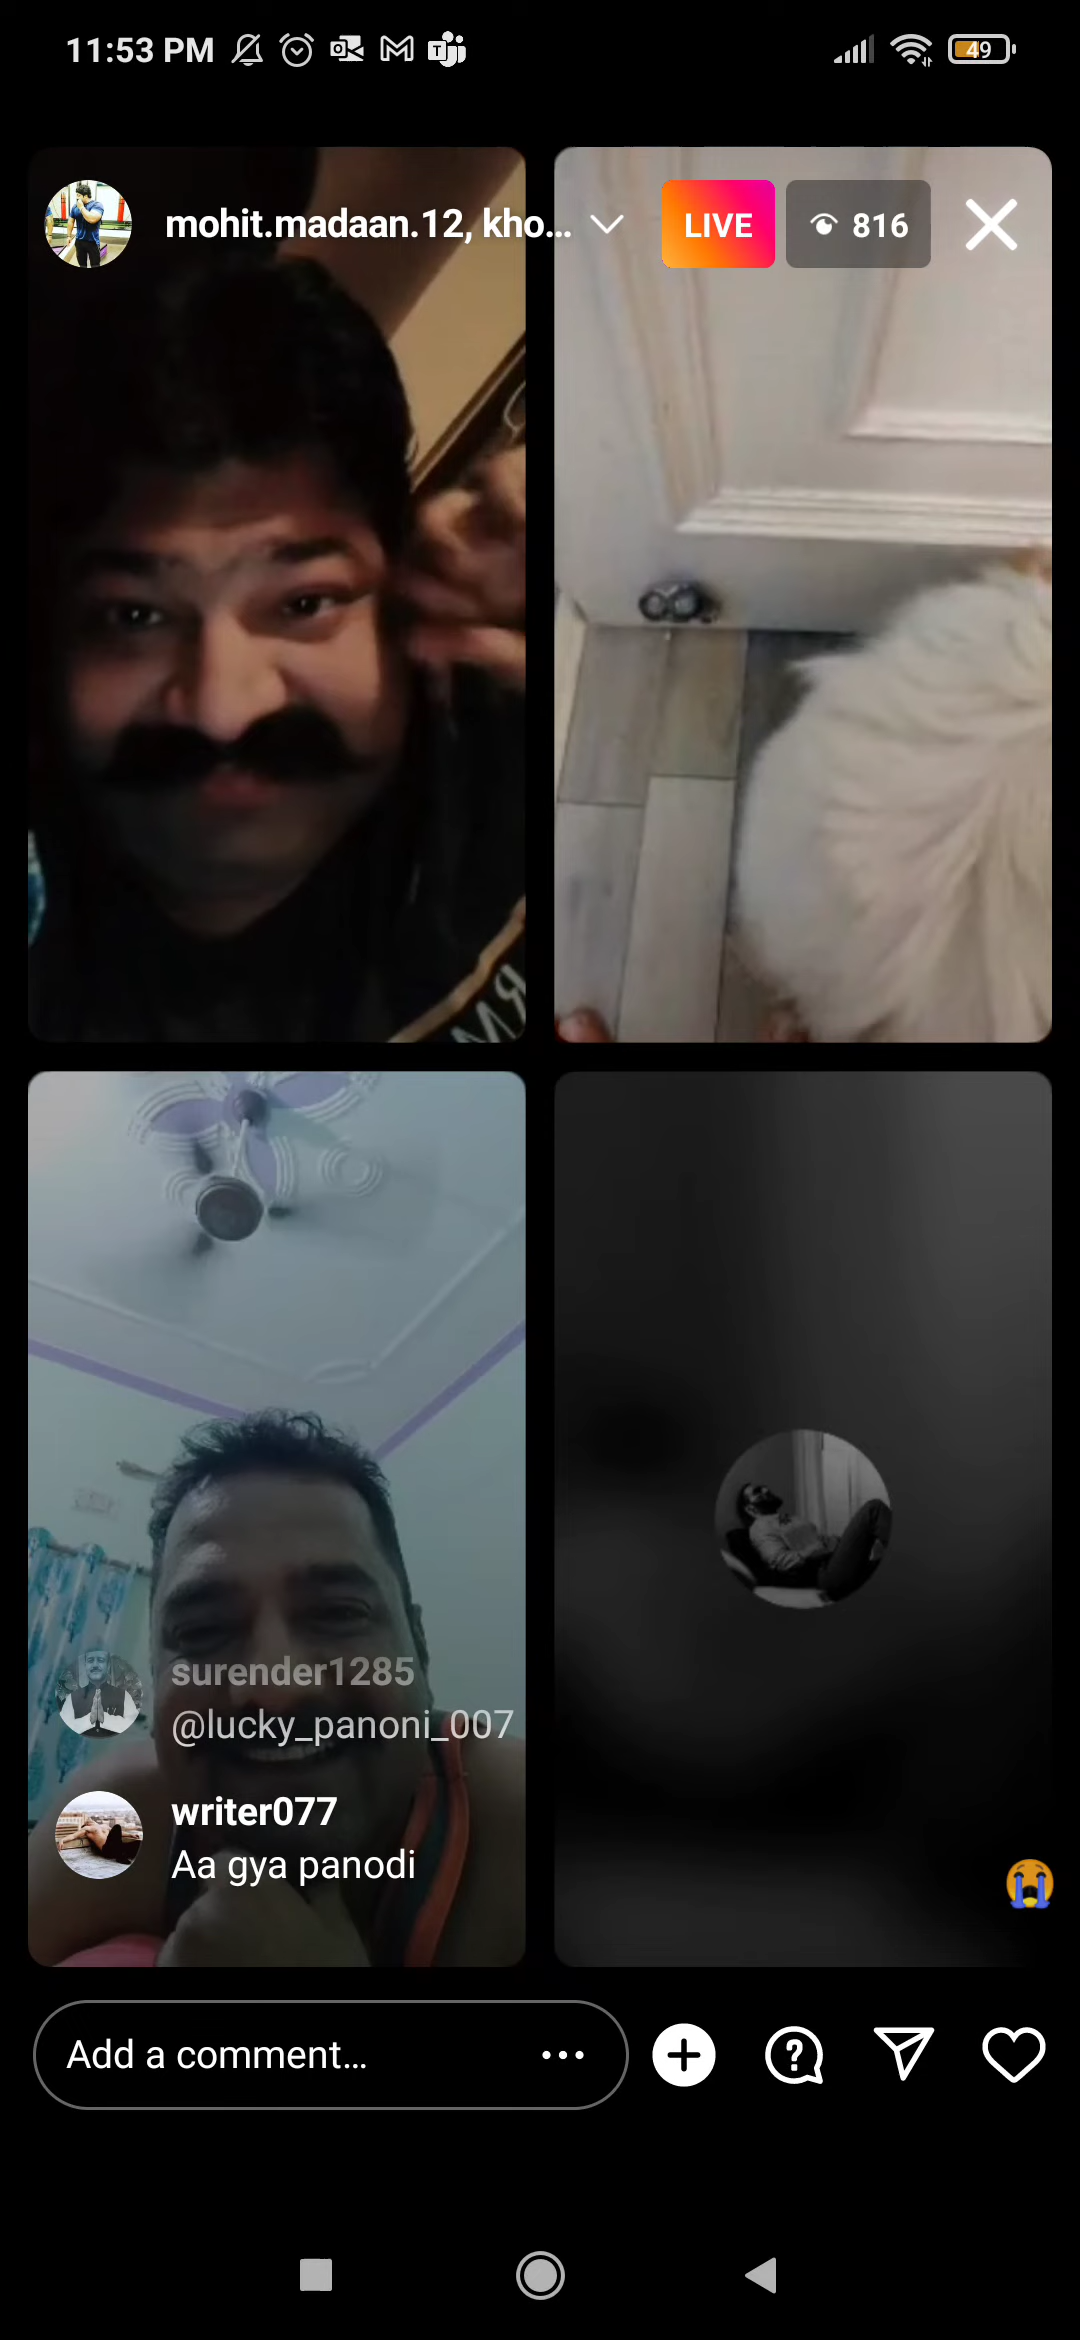 11:53 PM
49
mohit.madaan.12, kho...
LIVE
816
surender1285
@lucky_panoni_007
writer077
Aa gya panodi
Add a comment...